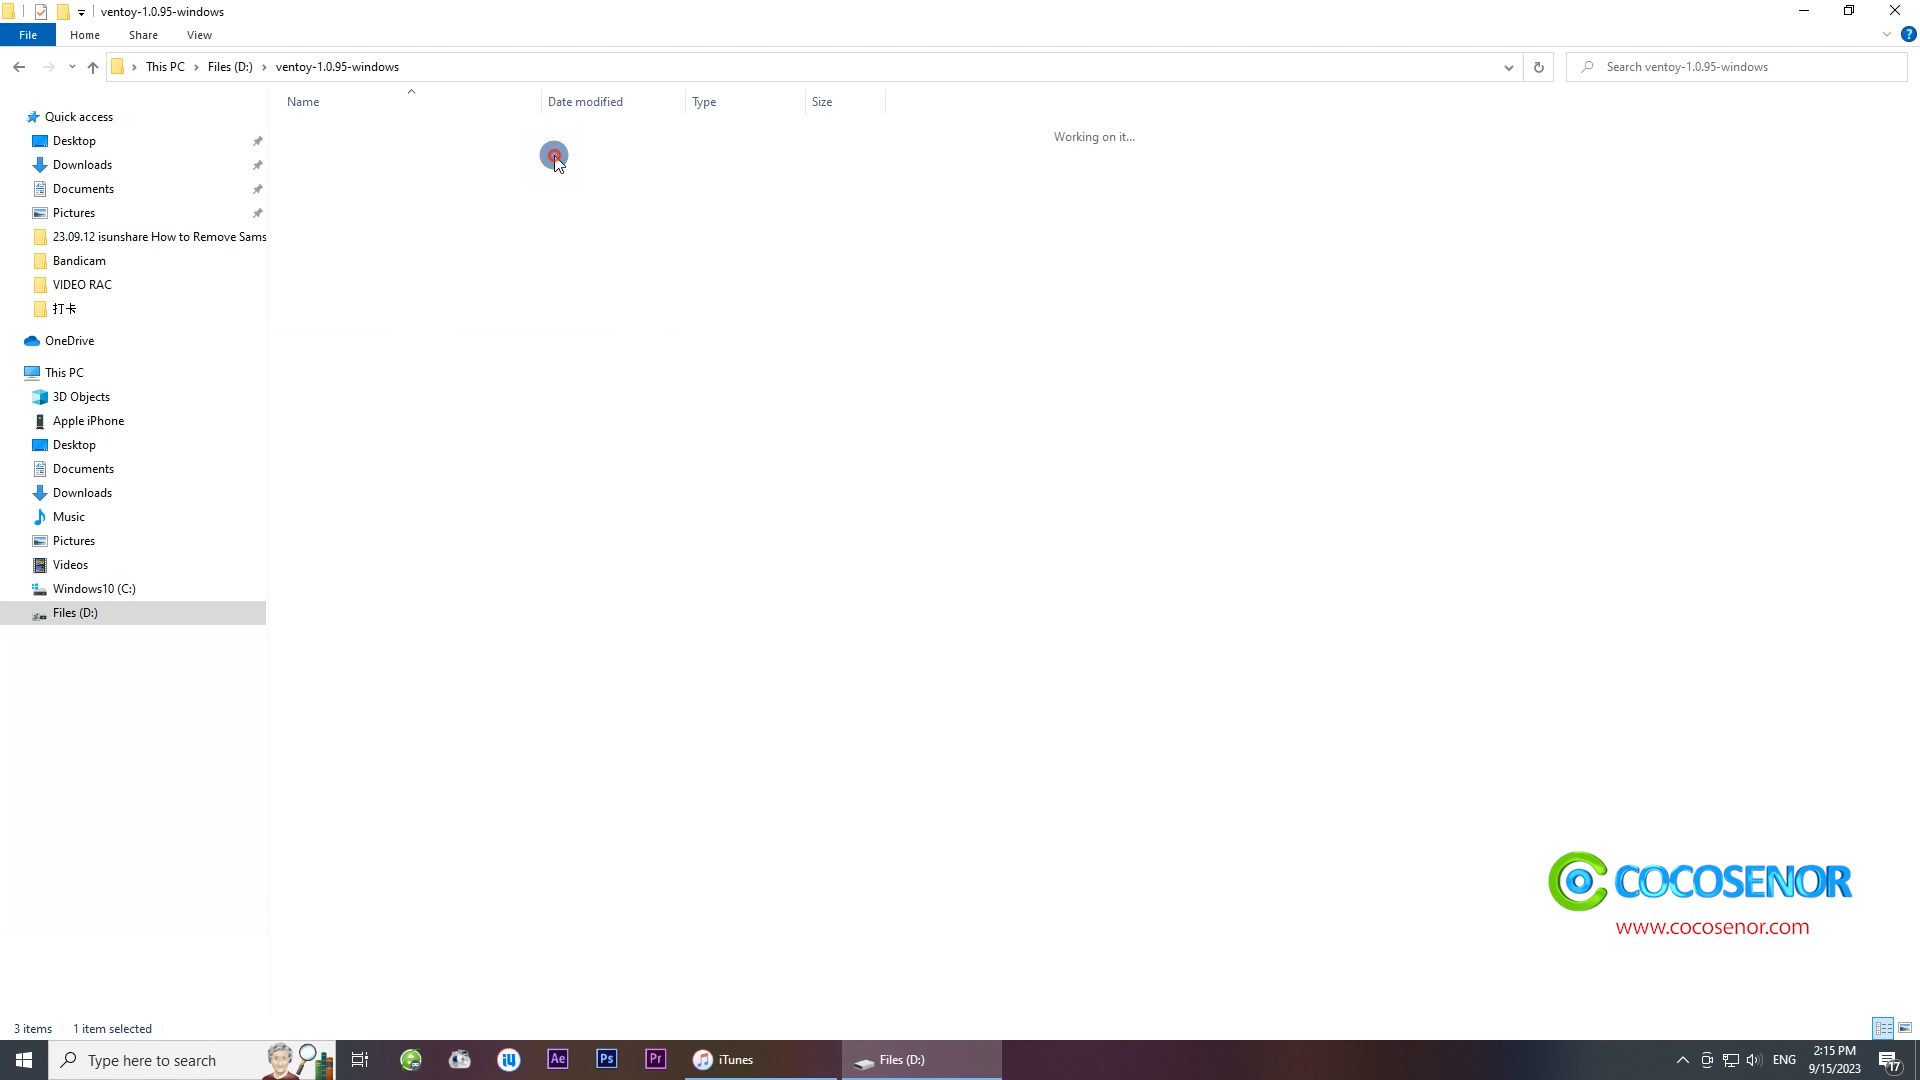 ventoy-1.0.95-windows
File Home Share View
This PC Files (D:) ventoy-1.0.95-windows
Search ventoy-1.0.95-windows
Name Date modified Type Size
Working on it...
Quick access
Desktop
Downloads
Documents
Pictures
23.09.12 isunshare How to Remove Sams
Bandicam
VIDEO RAC
打卡
OneDrive
This PC
3D Objects
Apple iPhone
Desktop
Documents
Downloads
Music
Pictures
Videos
Windows10 (C:)
Files (D:)
COCOSENOR
www.cocosenor.com
3 items 1 item selected
Type here to search
Ae
Ps
Pr
iTunes
Files (D:)
ENG
2:15 PM
9/15/2023
17